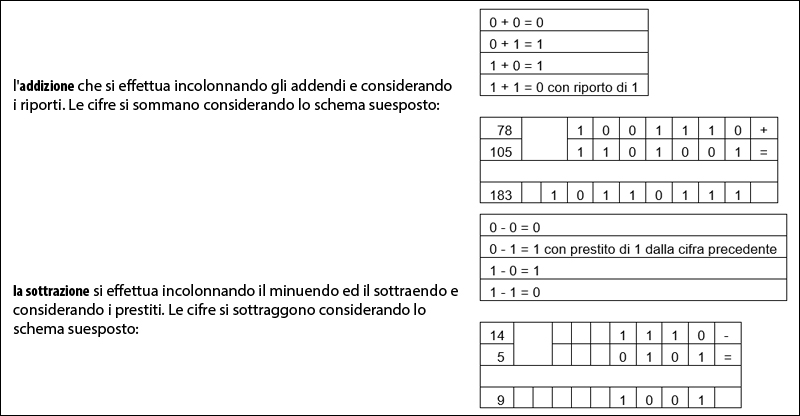 0 + 0 = 0
0 + 1 = 1
1 + 0 = 1
1 + 1 = 0 con riporto di 1
l'addizione che si effettua incolonnando gli addendi e considerando
i riporti. Le cifre si sommano considerando lo schema suesposto:
78 1 0 0 1 1 1 0 +
105 1 1 0 1 0 0 1 =
183 1 0 1 1 0 1 1 1
0 - 0 = 0
0 - 1 = 1 con prestito di 1 dalla cifra precedente
1 - 0 = 1
1 - 1 = 0
la sottrazione si effettua incolonnando il minuendo ed il sottraendo e
considerando i prestiti. Le cifre si sottraggono considerando lo
schema suesposto:
14 1 1 1 0 -
5 0 1 0 1 =
9 1 0 0 1